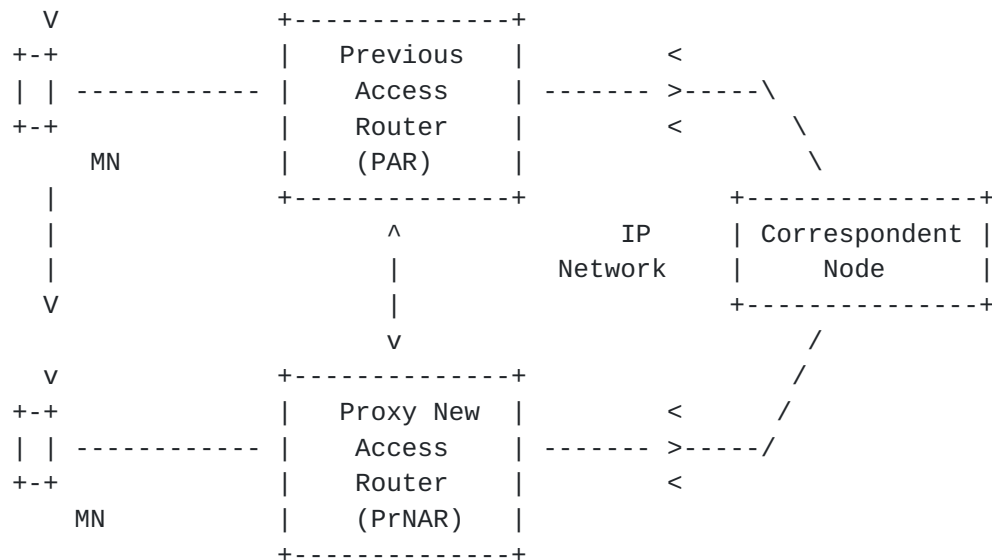 V              +--------------+
+-+              |   Previous   |         <
| | ------------ |    Access    | ------- >-----\
+-+              |    Router    |         <       \
     MN          |    (PAR)     |                  \
  |              +--------------+             +---------------+
  |                     ^              IP     | Correspondent |
  |                     |          Network    |     Node      |
  V                     |                     +---------------+
                        v                          /
  v              +--------------+                 /
+-+              |   Proxy New  |         <      /
| | ------------ |    Access    | ------- >-----/
+-+              |    Router    |         <
    MN           |    (PrNAR)   |
                 +--------------+